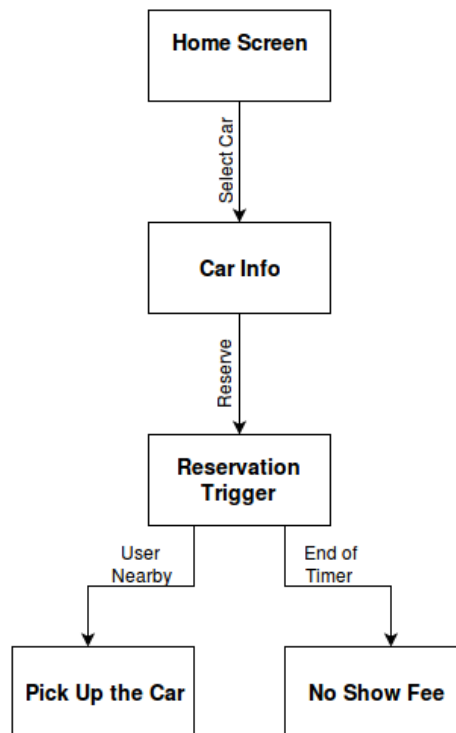 Home Screen
Select Car
Car Info
Reserve
Reservation
Trigger
User
Nearby
End of
Timer
Pick Up the Car
No Show Fee